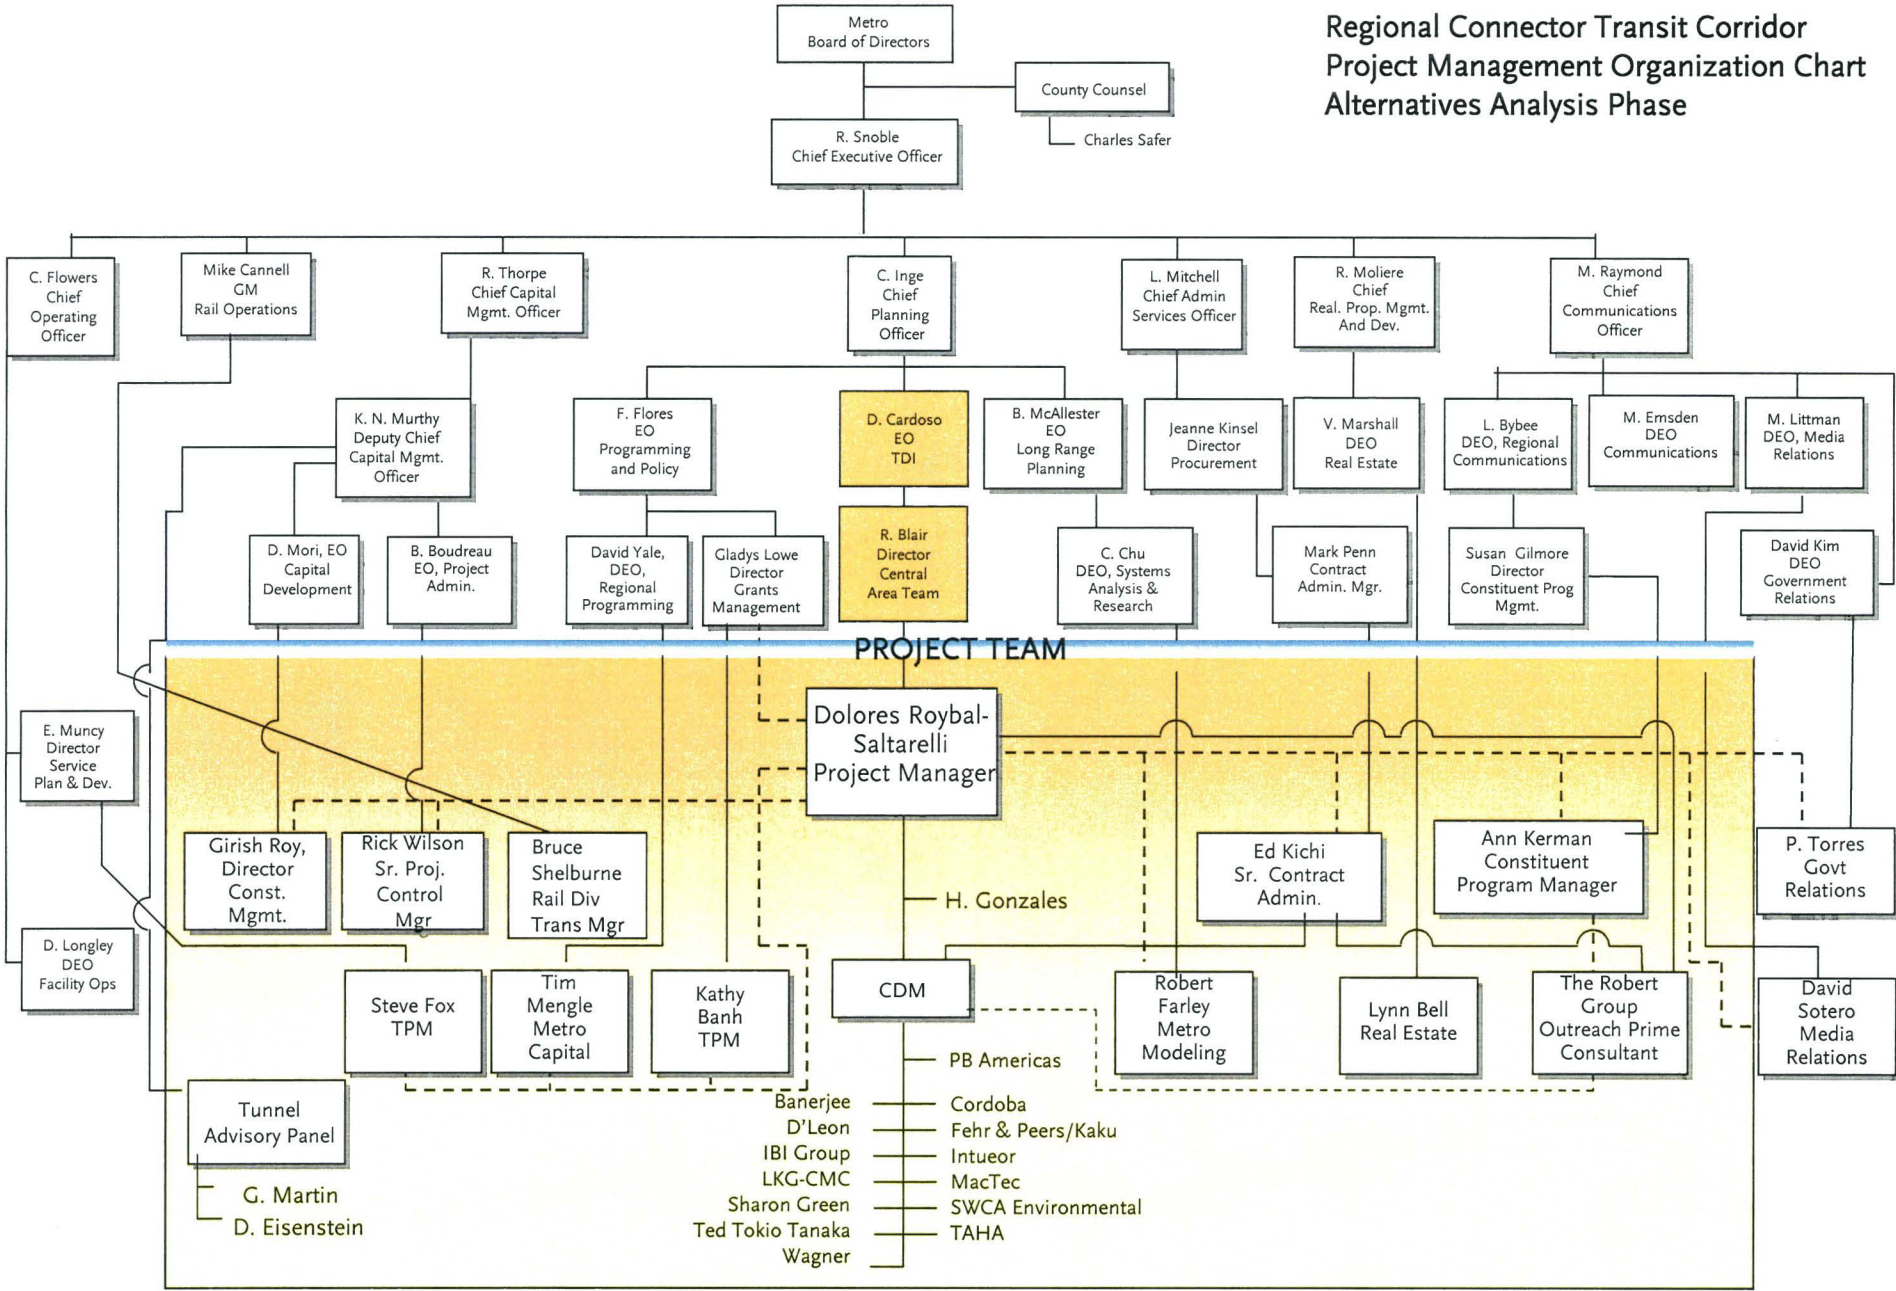 Regional Connector Transit Corridor
Project Management Organization Chart
Alternatives Analysis Phase
Metro
Board of Directors
County Counsel
Charles Safer
R. Snoble
Chief Executive Officer
C. Flowers
Chief
Operating
Officer
Mike Cannell
GM
Rail Operations
R. Thorpe
Chief Capital
Mgmt. Officer
C. Inge
Chief
Planning
Officer
L. Mitchell
Chief Admin
Services Officer
R. Moliere
Chief
Real. Prop. Mgmt.
And Dev.
M. Raymond
Chief
Communications
Officer
K. N. Murthy
Deputy Chief
Capital Mgmt.
Officer
F. Flores
EO
Programming
and Policy
D. Cardoso
EO
TDI
B. McAllester
EO
Long Range
Planning
Jeanne Kinsel
Director
Procurement
V. Marshall
DEO
Real Estate
L. Bybee
DEO, Regional
Communications
M. Emsden
DEO
Communications
M. Littman
DEO, Media
Relations
D. Mori, EO
Capital
Development
B. Boudreau
EO, Project
Admin.
David Yale,
DEO,
Regional
Programming
Gladys Lowe
Director
Grants
Management
R. Blair
Director
Central
Area Team
C. Chu
DEO, Systems
Analysis &
Research
Mark Penn
Contract
Admin. Mgr.
Susan Gilmore
Director
Constituent Prog
Mgmt.
David Kim
DEO
Government
Relations
PROJECT TEAM
E. Muncy
Director
Service
Plan & Dev.
Dolores Roybal-
Saltarelli
Project Manager
Girish Roy,
Director
Const.
Mgmt.
Rick Wilson
Sr. Proj.
Control
Mgr
Bruce
Shelburne
Rail Div
Trans Mgr
H. Gonzales
Ed Kichi
Sr. Contract
Admin.
Ann Kerman
Constituent
Program Manager
P. Torres
Govt
Relations
D. Longley
DEO
Facility Ops
Steve Fox
TPM
Tim
Mengle
Metro
Capital
Kathy
Banh
TPM
CDM
Robert
Farley
Metro
Modeling
Lynn Bell
Real Estate
The Robert
Group
Outreach Prime
Consultant
David
Sotero
Media
Relations
Tunnel
Advisory Panel
G. Martin
D. Eisenstein
PB Americas
Banerjee
Cordoba
D'Leon
Fehr & Peers/Kaku
IBI Group
Intueor
LKG-CMC
MacTec
Sharon Green
SWCA Environmental
Ted Tokio Tanaka
TAHA
Wagner